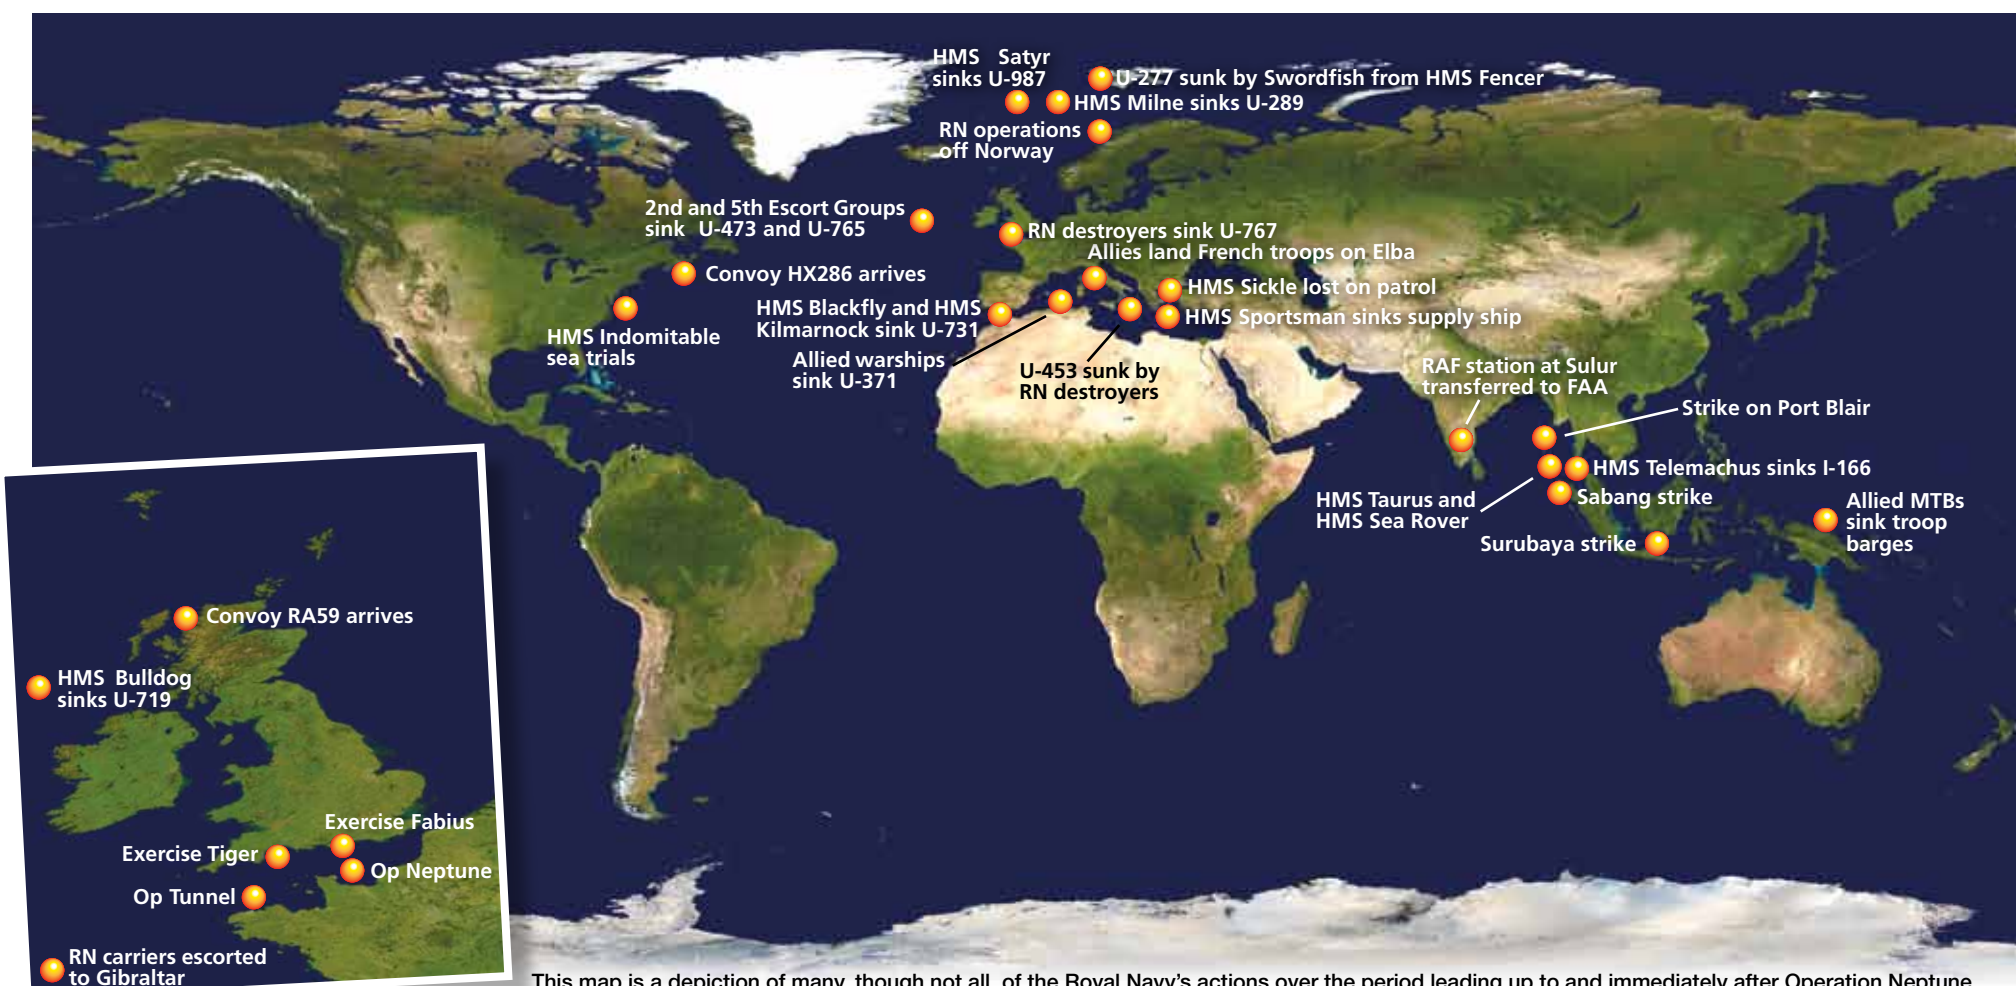 HMS Satyr
sinks U-987
U-277 sunk by Swordfish from HMS Fencer
HMS Milne sinks U-289
RN operations
off Norway
2nd and 5th Escort Groups
sink U-473 and U-765
RN destroyers sink U-767
Allies land French troops on Elba
Convoy HX286 arrives
HMS Sickle lost on patrol
HMS Blackfly and HMS
Kilmarnock sink U-731
HMS Sportsman sinks supply ship
HMS Indomitable
sea trials
Allied warships
sink U-371
U-453 sunk by
RN destroyers
RAF station at Sulur
transferred to FAA
Strike on Port Blair
HMS Telemachus sinks I-166
HMS Taurus and
HMS Sea Rover
Sabang strike
Allied MTBs
sink troop
barges
Surubaya strike
Convoy RA59 arrives
HMS Bulldog
sinks U-719
Exercise Fabius
Exercise Tiger
Op Neptune
Op Tunnel
RN carriers escorted
to Gibraltar
This map is a depiction of many, though not all, of the Royal Navy's actions over the period leading up to and immediately after Operation Neptune